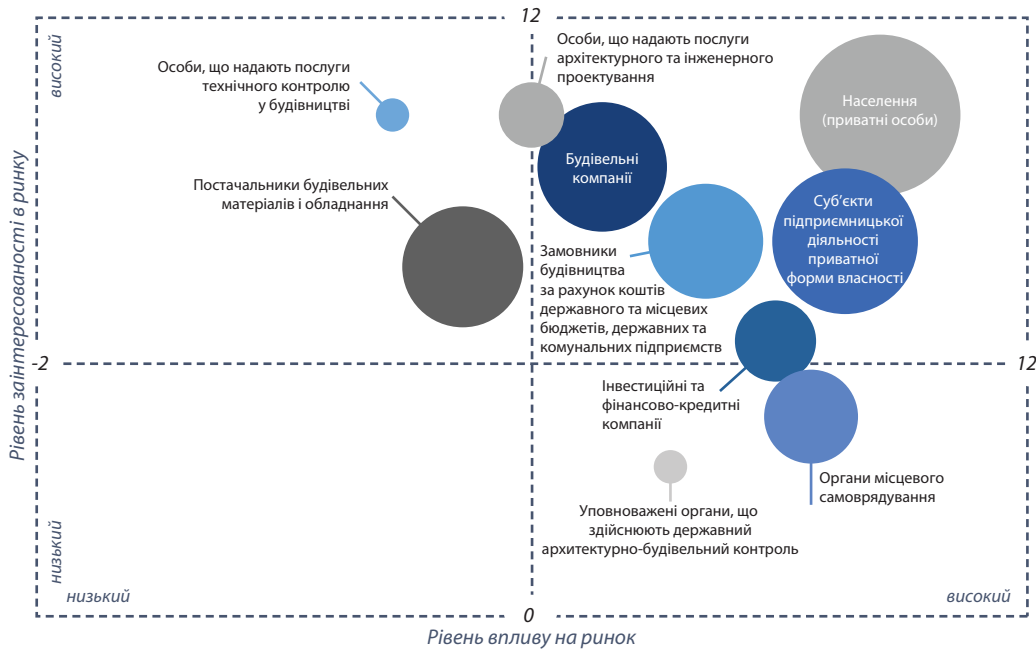 12
високий
Рівень заінтересованості в ринку
Особи, що надають послуги
технічного контролю
у будівництві
Особи, що надають послуги
архітектурного та інженерного
проектування
Населення
(приватні особи)
Будівельні
компанії
Постачальники будівельних
матеріалів і обладнання
Суб’єкти
підприємницької
діяльності
приватної
форми власності
Замовники
будівництва
за рахунок коштів
державного та місцевих
бюджетів, державних та
комунальних підприємств
-2
12
Інвестиційні та
фінансово-кредитні
компанії
Органи місцевого
самоврядування
Уповноважені органи, що
здійснюють державний
архитектурно-будівельний контроль
низький
низький
високий
0
Рівень впливу на ринок